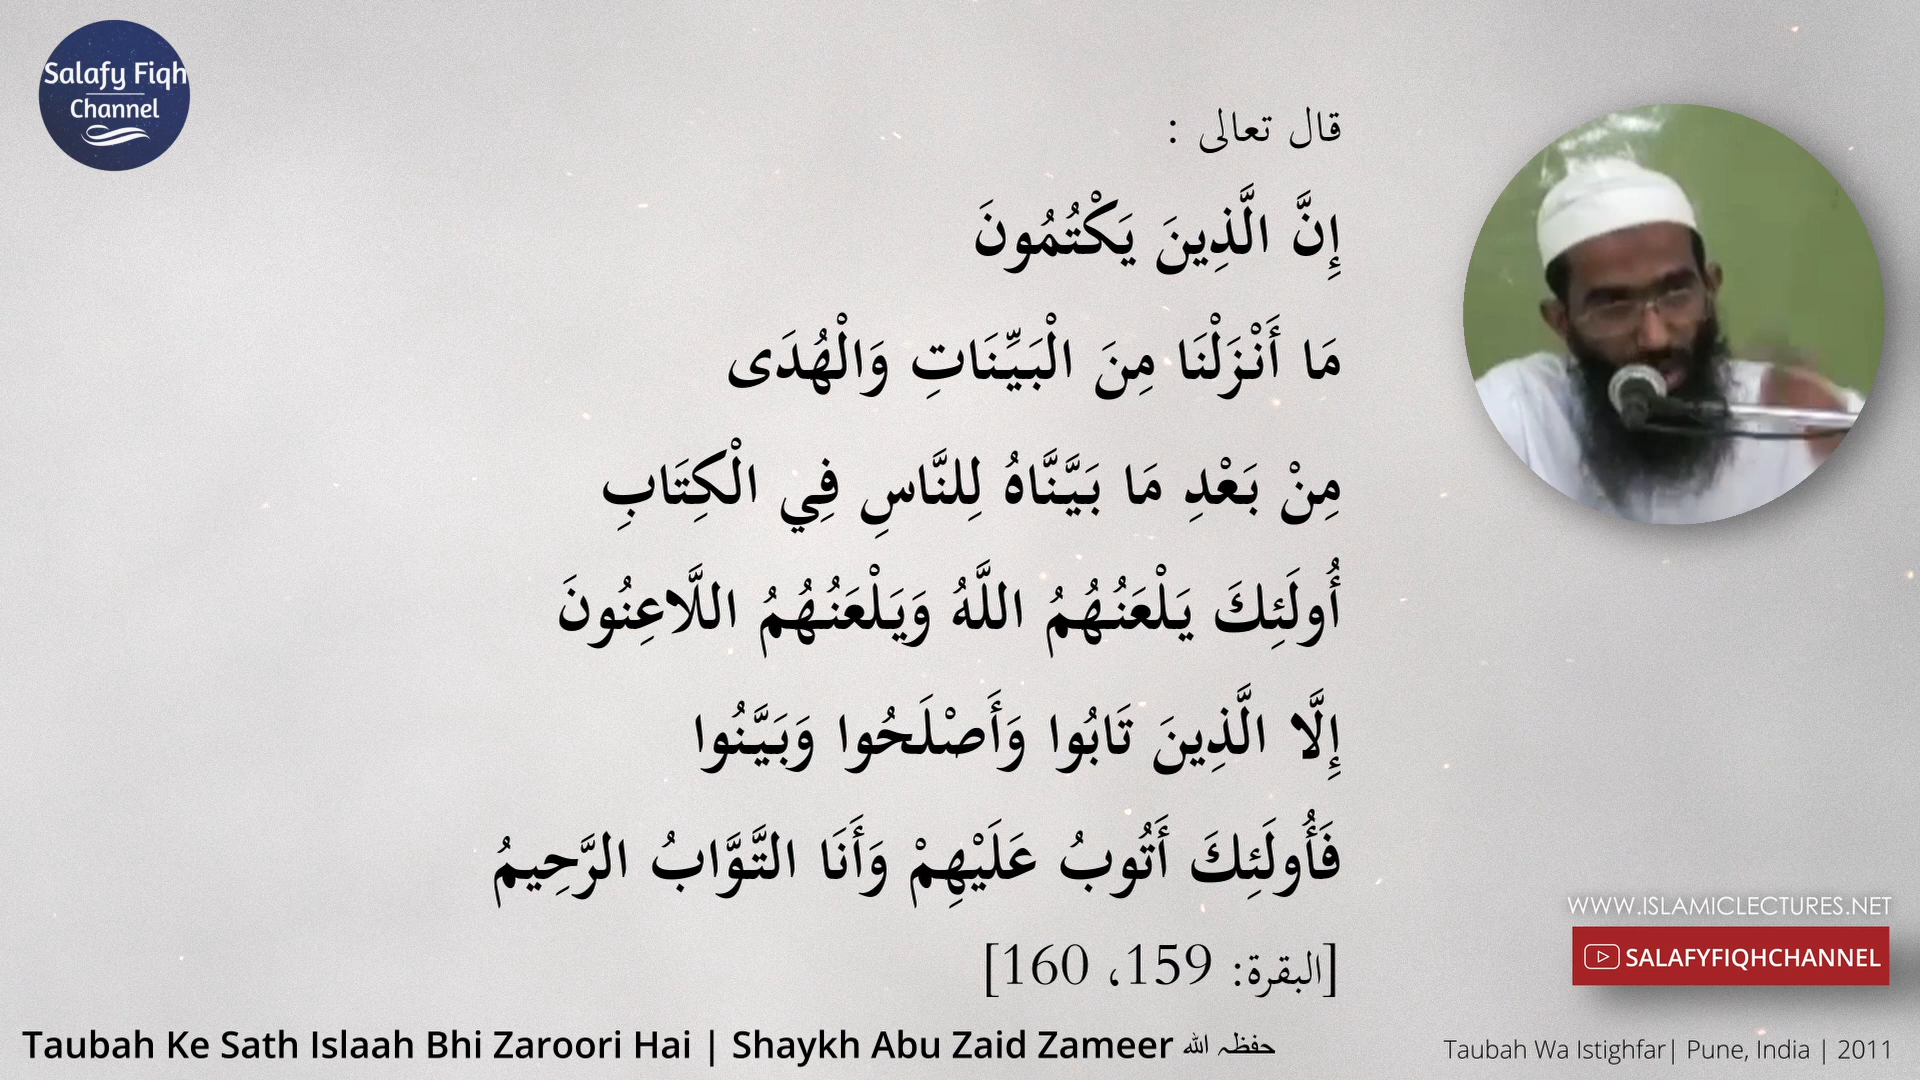 Salafy Fiqh
Channel
قال تعالى :
إِنَّ الَّذِينَ يَكْتُمُونَ
مَا أَنْزَلْنَا مِنَ الْبَيِّنَاتِ وَالْهُدَى
مِنْ بَعْدِ مَا بَيَّنَّاهُ لِلنَّاسِ فِي الْكِتَابِ
أُولَئِكَ يَلْعَنُهُمُ اللَّهُ وَيَلْعَنُهُمُ اللَّاعِنُونَ
إِلَّا الَّذِينَ تَابُوا وَأَصْلَحُوا وَبَيَّنُوا
فَأُولَئِكَ أَتُوبُ عَلَيْهِمْ وَأَنَا التَّوَّابُ الرَّحِيمُ
[البقرة: 159، 160]
WWW.ISLAMICLECTURES.NET
SALAFYFIQHCHANNEL
Taubah Ke Sath Islaah Bhi Zaroori Hai | Shaykh Abu Zaid Zameer حفظہ اللہ
Taubah Wa Istighfar| Pune, India | 2011